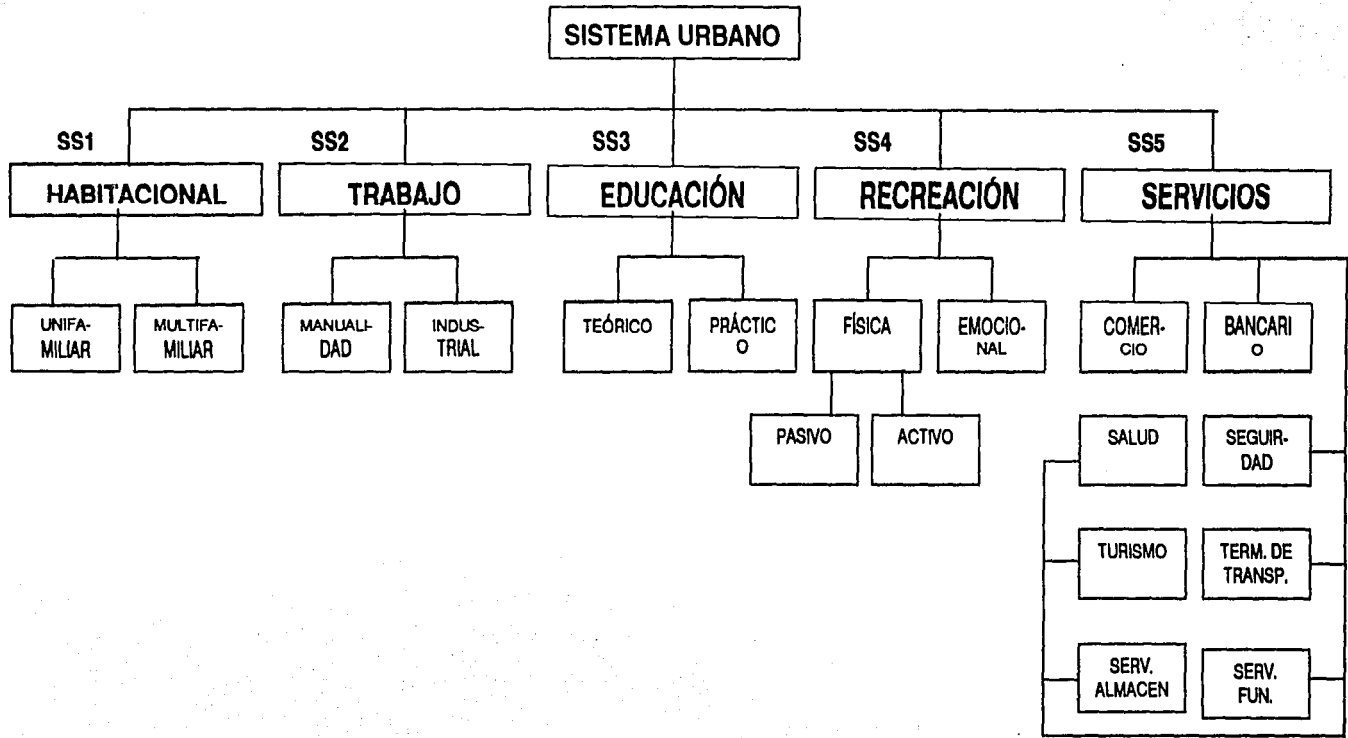 SISTEMA URBANO
SS1
SS2
SS3
SS4
SS5
HABITACIONAL
TRABAJO
EDUCACIÓN
RECREACIÓN
SERVICIOS
UNIFA-
MILIAR
MULTIFA-
MILIAR
MANUALI-
DAD
INDUS-
TRIAL
TEÓRICO
PRÁCTIC
O
FÍSICA
EMOCIO-
NAL
COMER-
CIO
BANCARI
O
PASIVO
ACTIVO
SALUD
SEGUIR-
DAD
TURISMO
TERM. DE
TRANSP.
SERV.
ALMACEN
SERV.
FUN.